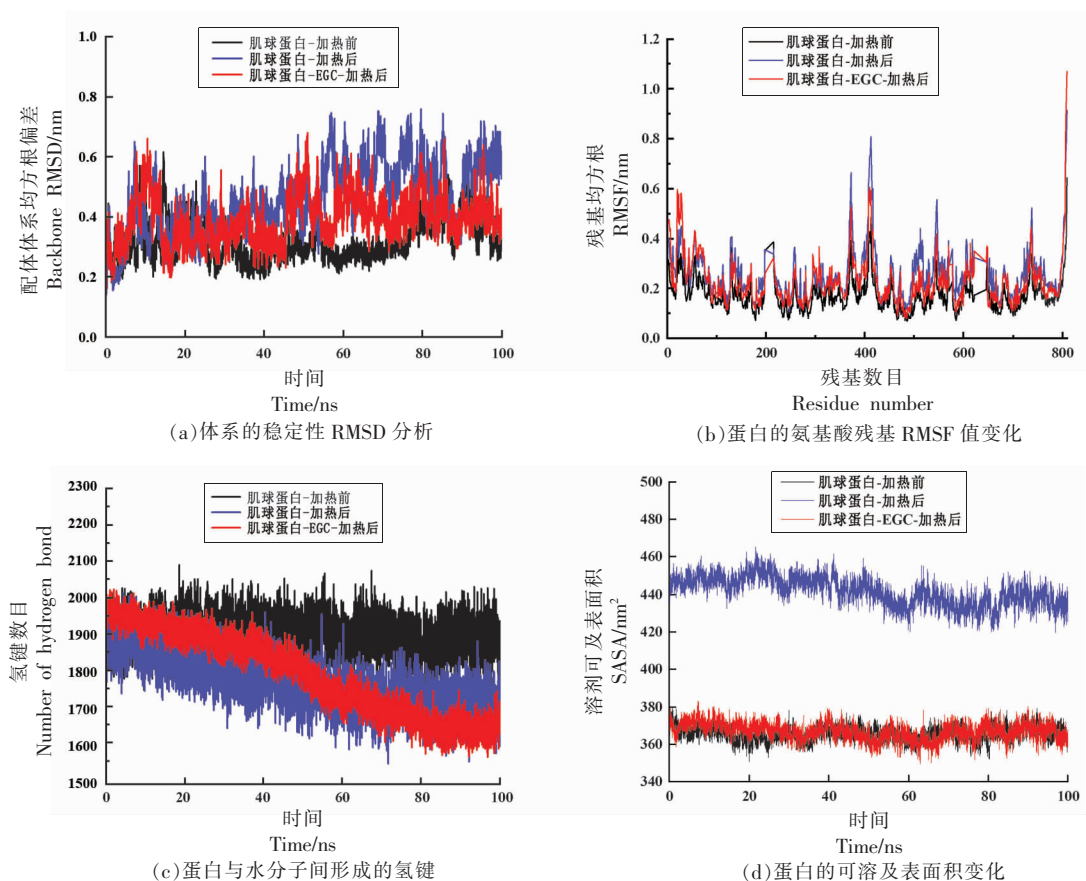 配体体系均方根偏差
Backbone RMSD/nm
1.0
0.8
0.6
0.4
0.2
0.0
肌球蛋白-加热前
肌球蛋白-加热后
肌球蛋白-EGC-加热后
0 20 40 60 80 100
时间
Time/ns
(a)体系的稳定性 RMSD 分析
残基均方根
RMSF/nm
1.2
1.0
0.8
0.6
0.4
0.2
0.0
肌球蛋白-加热前
肌球蛋白-加热后
肌球蛋白-EGC-加热后
0 200 400 600 800
残基数目
Residue number
(b)蛋白的氨基酸残基 RMSF 值变化
氢键数目
Number of hydrogen bond
2300
2200
2100
2000
1900
1800
1700
1600
1500
肌球蛋白-加热前
肌球蛋白-加热后
肌球蛋白-EGC-加热后
0 20 40 60 80 100
时间
Time/ns
(c)蛋白与水分子间形成的氢键
溶剂可及表面积
SASA/nm²
500
480
460
440
420
400
380
360
340
肌球蛋白-加热前
肌球蛋白-加热后
肌球蛋白-EGC-加热后
0 20 40 60 80 100
时间
Time/ns
(d)蛋白的可溶及表面积变化